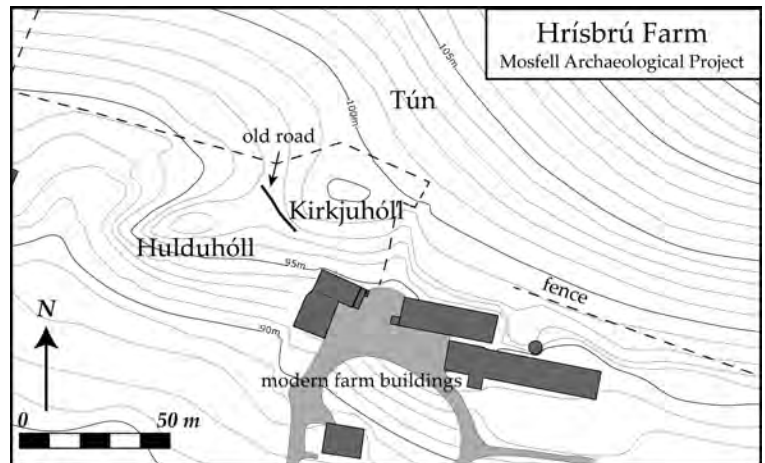 Hrísbrú Farm
Mosfell Archaeological Project
105m
Tún
100m
old road
Kirkjuhóll
Hulduhóll
95m
fence
90m
modern farm buildings
N
0 50 m